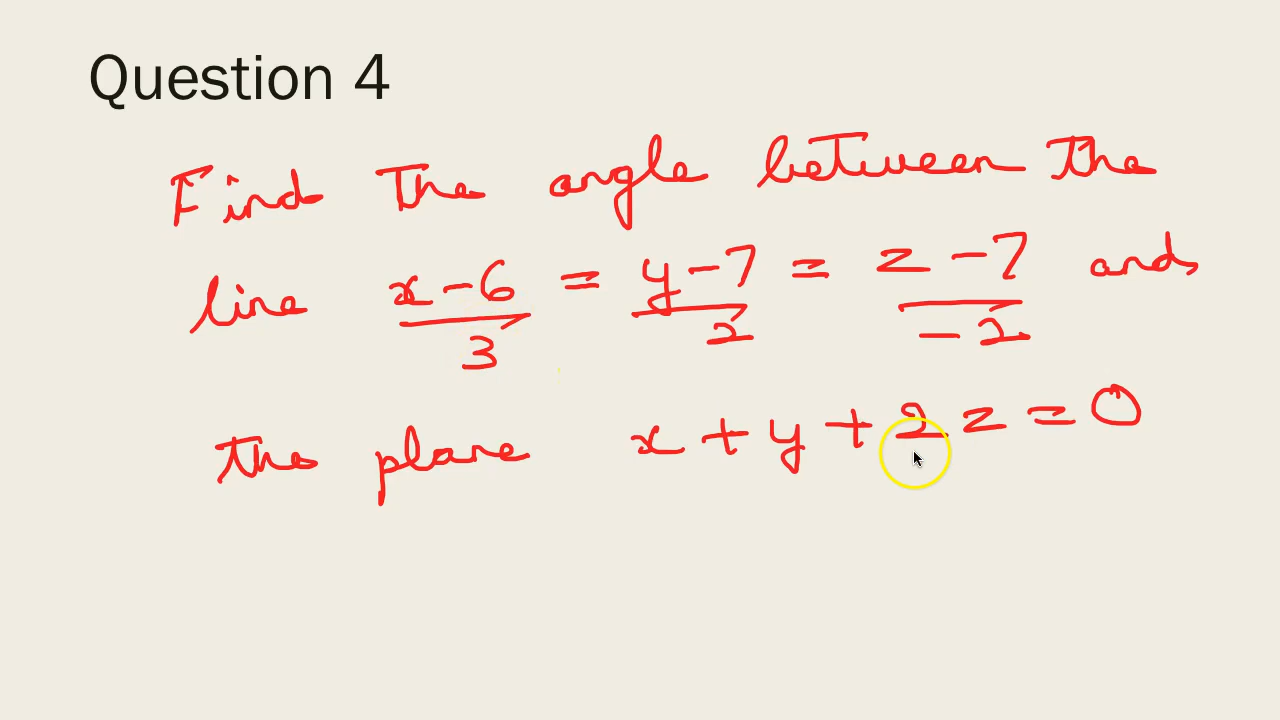 Question 4
Find the angle between the
line x-6/3 = y-7/2 = z-7/-2 and
the plane x + y + 2z = 0